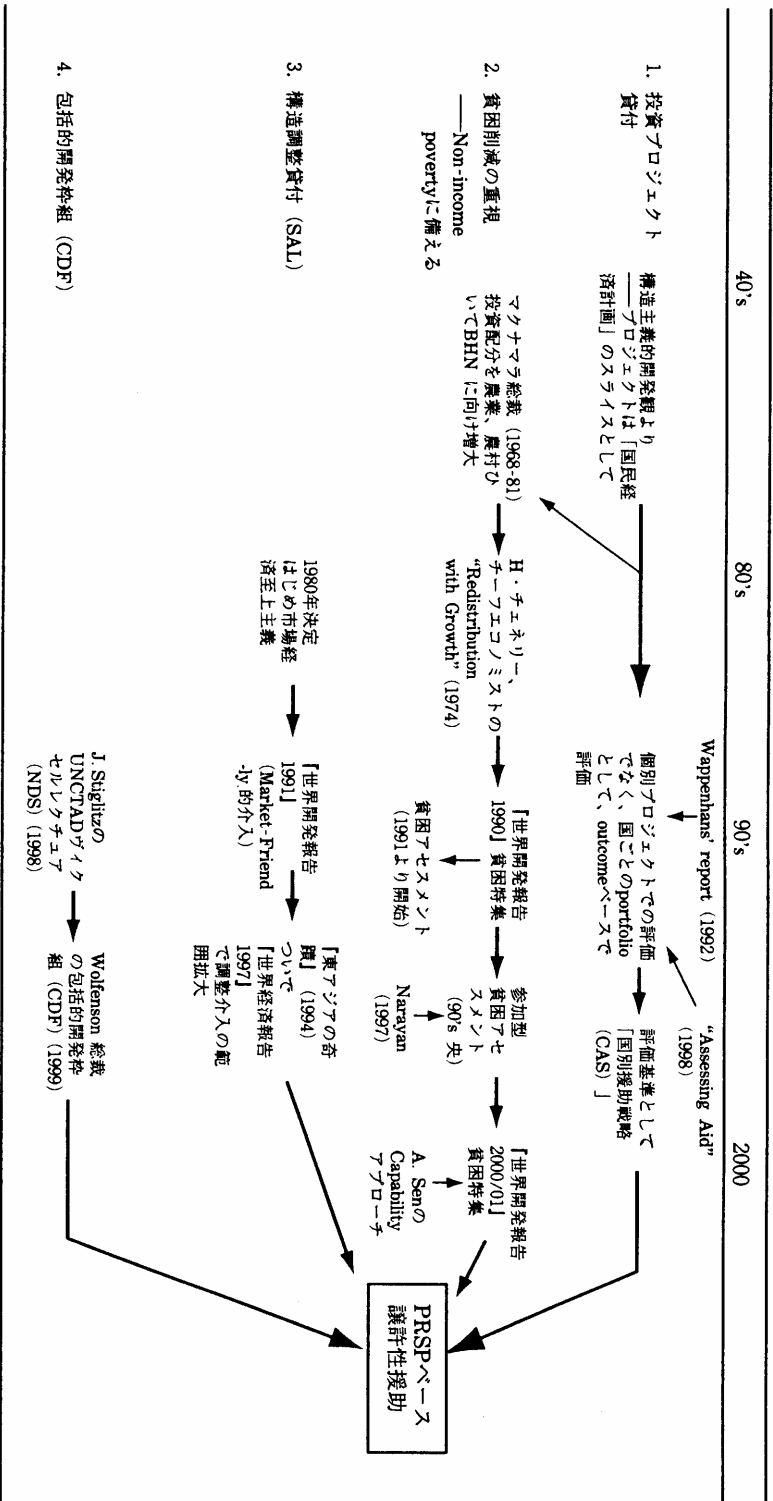 40's
80's
90's
2000
1. 投資プロジェクト
貸付
構造主義的開発観より
——プロジェクトは「国民経
済計画」のスライスとして
Wappenhans' report (1992)
個別プロジェクトでの評価
でなく、国ごとのportfolio
として、outcomeベースで
評価
"Assessing Aid"
(1998)
評価基準として
「国別援助戦略
(CAS)」
2. 貧困削減の重視
——Non-income
povertyに備える
マクナマラ総裁 (1968-81)
投資配分を農業、農村ひ
いてBHN に向け増大
H・チェネリー、
チーフエコノミストの
"Redistribution
with Growth" (1974)
『世界開発報告
1990』貧困特集
貧困アセスメント
(1991より開始)
参加型
貧困アセ
スメント
(90's 央)
Narayan
(1997)
『世界開発報告
2000/01』
貧困特集
A. Senの
Capability
アプローチ
3. 構造調整貸付 (SAL)
1980年決定
はじめ市場経
済至上主義
『世界開発報告
1991』
(Market-Friend
-ly.的介入)
『東アジアの奇
蹟』(1994)
ついで
『世界経済報告
1997』
で調整介入の範
囲拡大
4. 包括的開発枠組 (CDF)
J. Stiglitzの
UNCTADヴィク
セルレクチュア
(NDS) (1998)
Wolfenson 総裁
の包括的開発枠
組 (CDF) (1999)
PRSPベース
譲許性援助